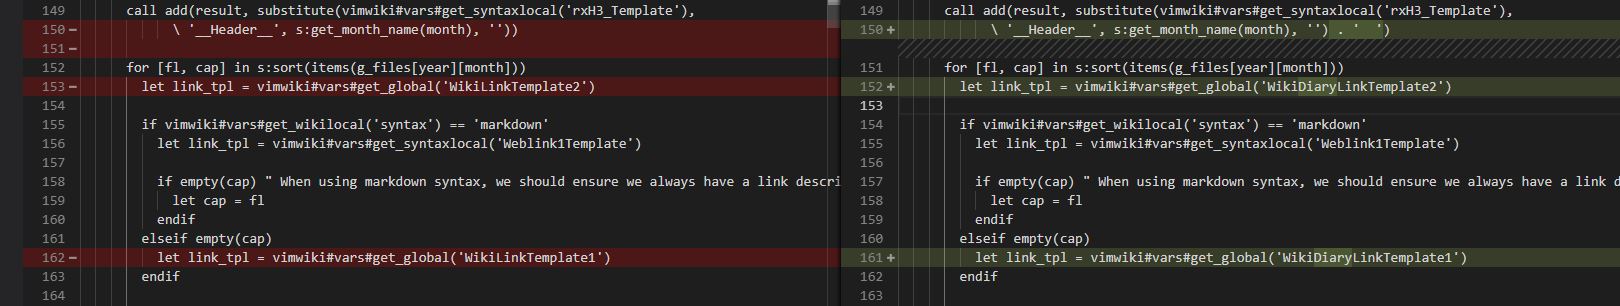 149 call add(result, substitute(vimwiki#vars#get_syntaxlocal('rxH3_Template'),
150 - \ '__Header__', s:get_month_name(month), ''))
151 -
152 for [fl, cap] in s:sort(items(g_files[year][month]))
153 - let link_tpl = vimwiki#vars#get_global('WikiLinkTemplate2')
154
155 if vimwiki#vars#get_wikilocal('syntax') == 'markdown'
156 let link_tpl = vimwiki#vars#get_syntaxlocal('Weblink1Template')
157
158 if empty(cap) " When using markdown syntax, we should ensure we always have a link descri
159 let cap = fl
160 endif
161 elseif empty(cap)
162 - let link_tpl = vimwiki#vars#get_global('WikiLinkTemplate1')
163 endif
164
149 call add(result, substitute(vimwiki#vars#get_syntaxlocal('rxH3_Template'),
150 + \ '__Header__', s:get_month_name(month), '') . '  ')
151 for [fl, cap] in s:sort(items(g_files[year][month]))
152 + let link_tpl = vimwiki#vars#get_global('WikiDiaryLinkTemplate2')
153
154 if vimwiki#vars#get_wikilocal('syntax') == 'markdown'
155 let link_tpl = vimwiki#vars#get_syntaxlocal('Weblink1Template')
156
157 if empty(cap) " When using markdown syntax, we should ensure we always have a link d
158 let cap = fl
159 endif
160 elseif empty(cap)
161 + let link_tpl = vimwiki#vars#get_global('WikiDiaryLinkTemplate1')
162 endif
163